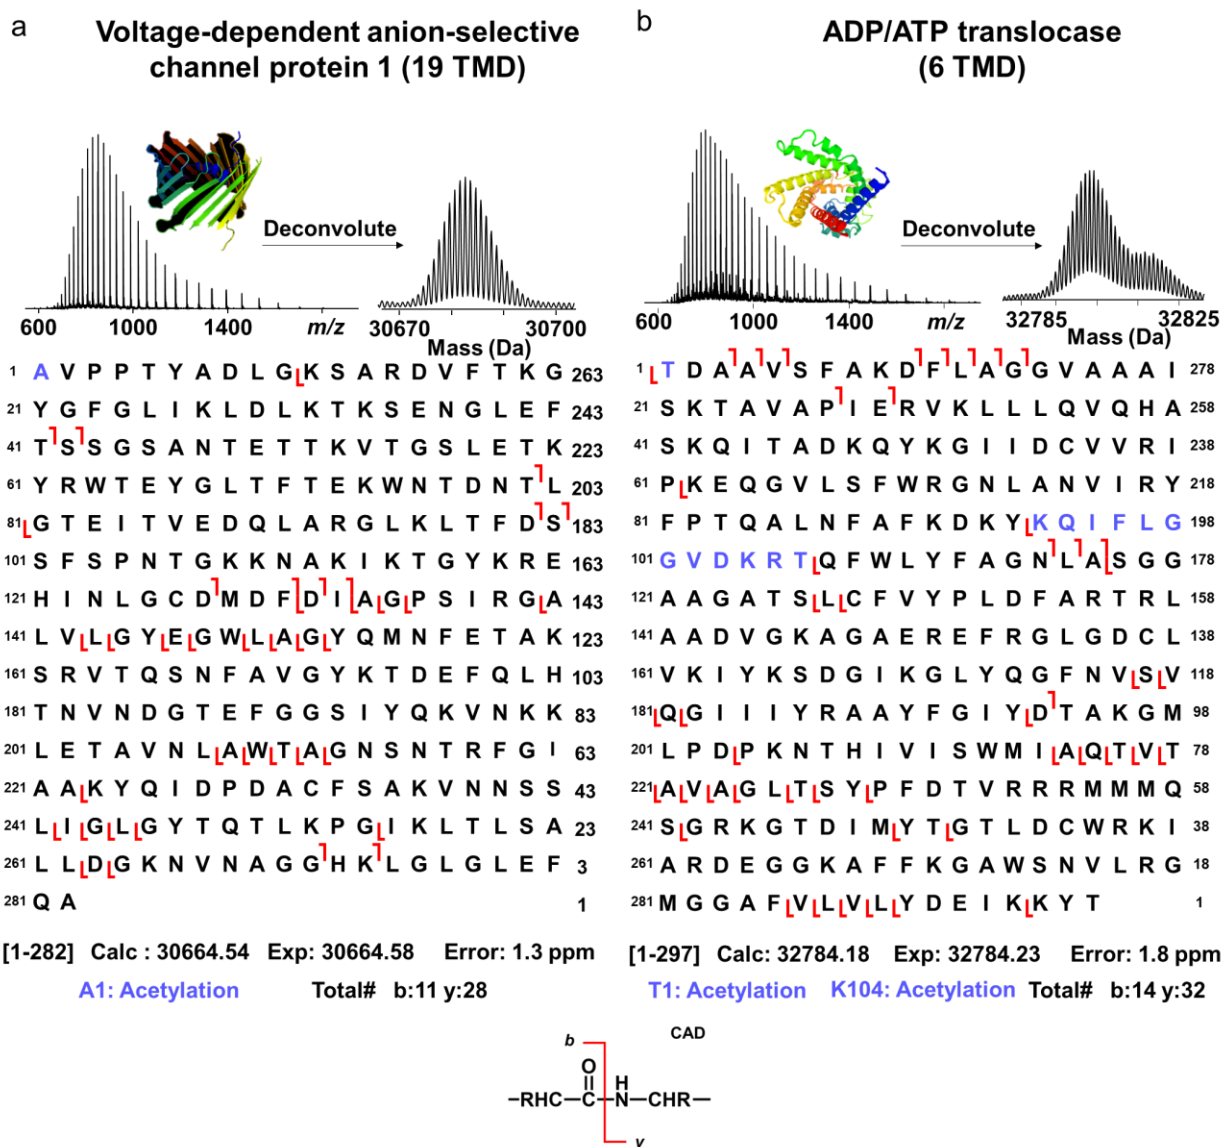 a
Voltage-dependent anion-selective
channel protein 1 (19 TMD)
Deconvolute
600 1000 1400 m/z
30670 30700
Mass (Da)
1 A V P P T Y A D L G K S A R D V F T K G 263
21 Y G F G L I K L D L K T K S E N G L E F 243
41 T S S G S A N T E T T K V T G S L E T K 223
61 Y R W T E Y G L T F T E K W N T D N T L 203
81 G T E I T V E D Q L A R G L K L T F D S 183
101 S F S P N T G K K N A K I K T G Y K R E 163
121 H I N L G C D M D F D I A G P S I R G A 143
141 L V L G Y E G W L A G Y Q M N F E T A K 123
161 S R V T Q S N F A V G Y K T D E F Q L H 103
181 T N V N D G T E F G G S I Y Q K V N K K 83
201 L E T A V N L A W T A G N S N T R F G I 63
221 A A K Y Q I D P D A C F S A K V N N S S 43
241 L I G L G Y T Q T L K P G I K L T L S A 23
261 L L D G K N V N A G G H K L G L G L E F 3
281 Q A 1
[1-282] Calc : 30664.54 Exp: 30664.58 Error: 1.3 ppm
A1: Acetylation Total# b:11 y:28
b
ADP/ATP translocase
(6 TMD)
Deconvolute
600 1000 1400 m/z
32785 32825
Mass (Da)
1 T D A A V S F A K D F L A G G V A A A I 278
21 S K T A V A P I E R V K L L L Q V Q H A 258
41 S K Q I T A D K Q Y K G I I D C V V R I 238
61 P K E Q G V L S F W R G N L A N V I R Y 218
81 F P T Q A L N F A F K D K Y K Q I F L G 198
101 G V D K R T Q F W L Y F A G N L A S G G 178
121 A A G A T S L C F V Y P L D F A R T R L 158
141 A A D V G K A G A E R E F R G L G D C L 138
161 V K I Y K S D G I K G L Y Q G F N V S V 118
181 Q G I I I Y R A A Y F G I Y D T A K G M 98
201 L P D P K N T H I V I S W M I A Q T V T 78
221 A V A G L T S Y P F D T V R R R M M M Q 58
241 S G R K G T D I M Y T G T L D C W R K I 38
261 A R D E G G K A F F K G A W S N V L R G 18
281 M G G A F V L V L Y D E I K K Y T 1
[1-297] Calc: 32784.18 Exp: 32784.23 Error: 1.8 ppm
T1: Acetylation K104: Acetylation Total# b:14 y:32
b
CAD
O H
–RHC–C–N–CHR–
y